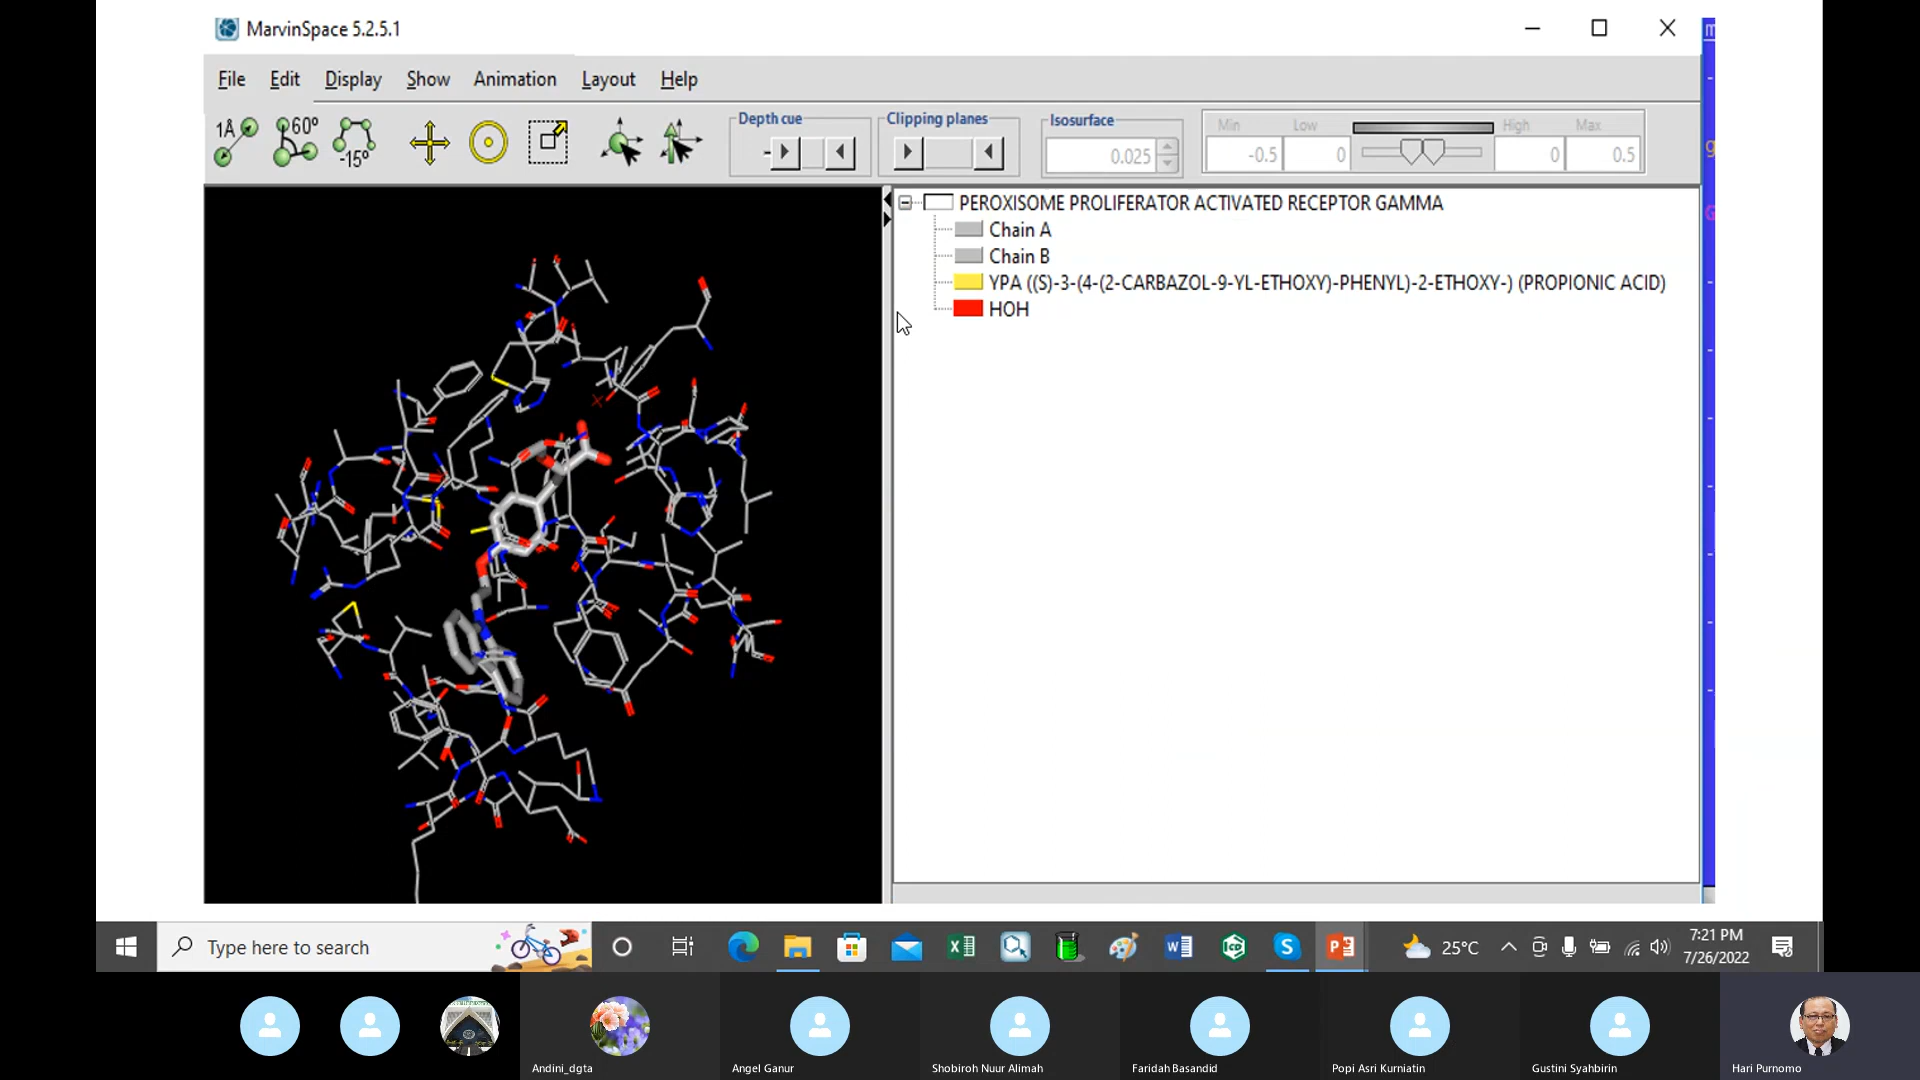 MarvinSpace 5.2.5.1
File Edit Display Show Animation Layout Help
1Å 60° -15°
Depth cue
Clipping planes
Isosurface
0.025
Min Low High Max
-0.5 0 0 0.5
PEROXISOME PROLIFERATOR ACTIVATED RECEPTOR GAMMA
Chain A
Chain B
YPA ((S)-3-(4-(2-CARBAZOL-9-YL-ETHOXY)-PHENYL)-2-ETHOXY-) (PROPIONIC ACID)
HOH
Type here to search
25°C
7:21 PM
7/26/2022
Andini_dgta
Angel Ganur
Shobiroh Nuur Alimah
Faridah Basandid
Popi Asri Kurniatin
Gustini Syahbirin
Hari Purnomo